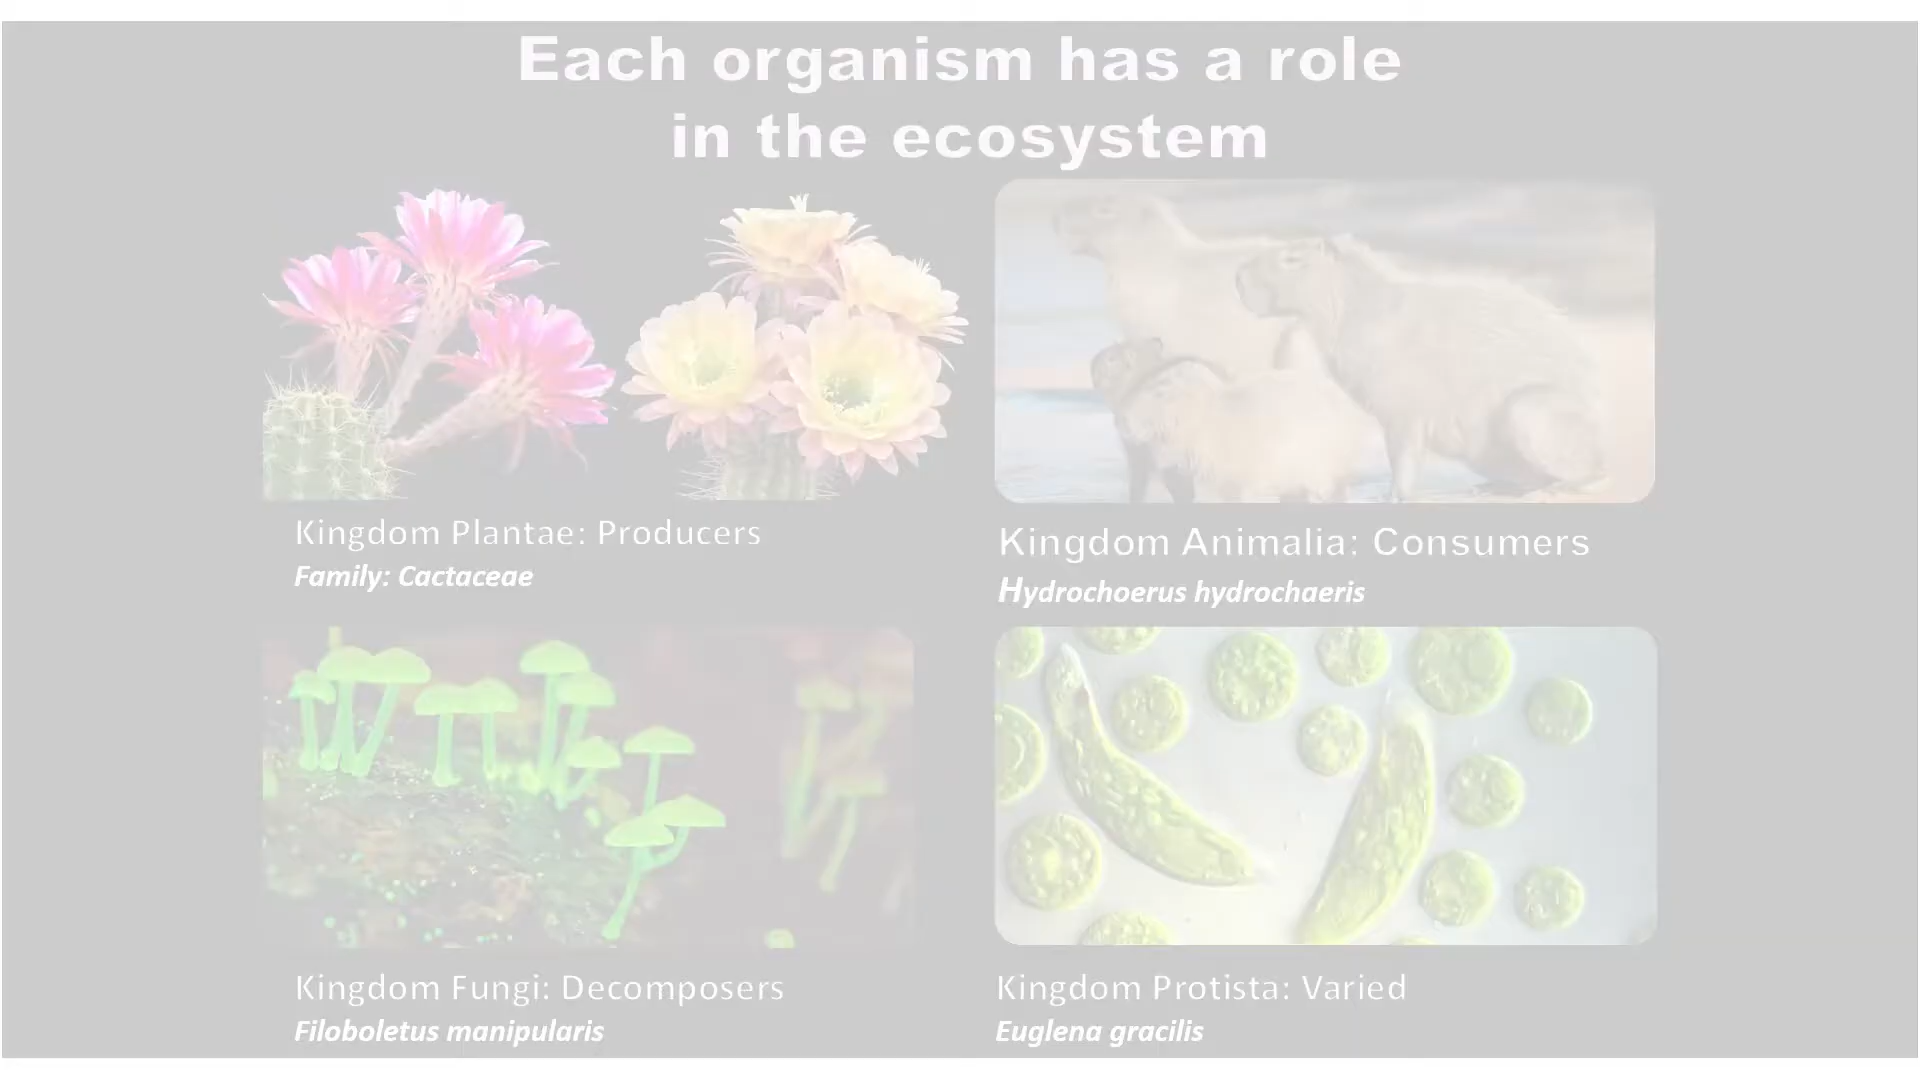 Each organism has a role
in the ecosystem
Kingdom Plantae: Producers
Family: Cactaceae
Kingdom Animalia: Consumers
Hydrochoerus hydrochaeris
Kingdom Fungi: Decomposers
Filoboletus manipularis
Kingdom Protista: Varied
Euglena gracilis